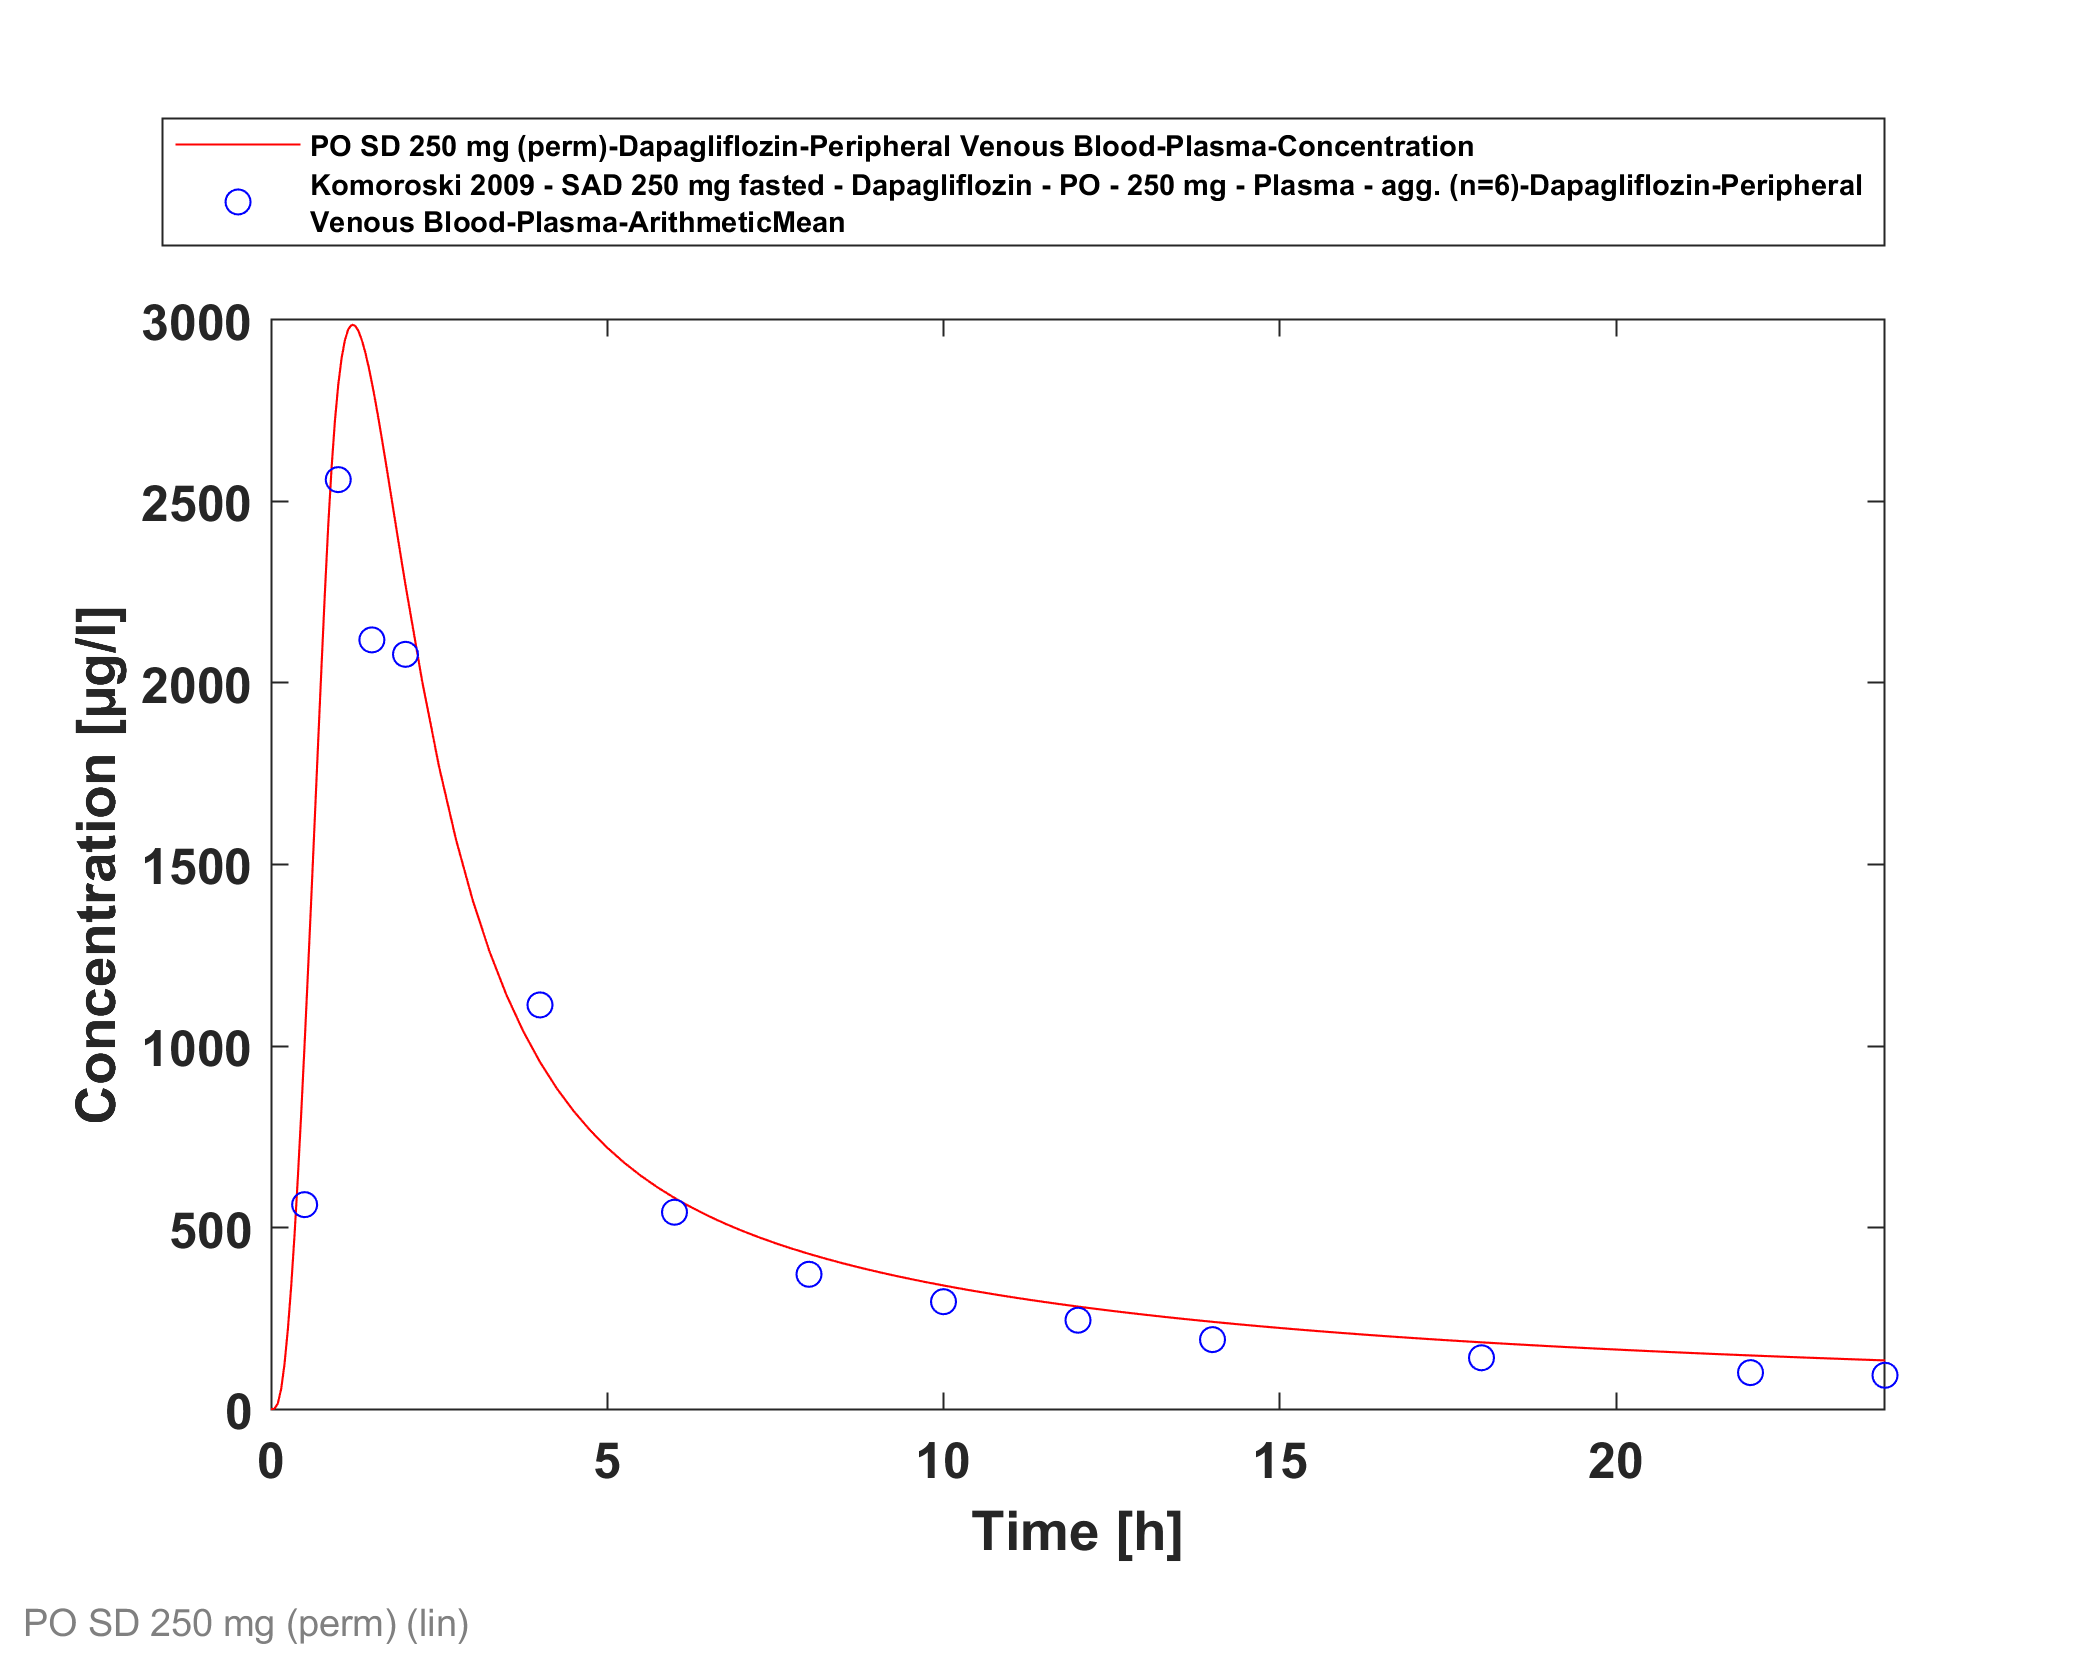 PO SD 250 mg (perm)-Dapagliflozin-Peripheral Venous Blood-Plasma-Concentration
Komoroski 2009 - SAD 250 mg fasted - Dapagliflozin - PO - 250 mg - Plasma - agg. (n=6)-Dapagliflozin-Peripheral
Venous Blood-Plasma-ArithmeticMean
3000
2500
2000
1500
1000
500
0
Concentration [µg/l]
0 5 10 15 20
Time [h]
PO SD 250 mg (perm) (lin)